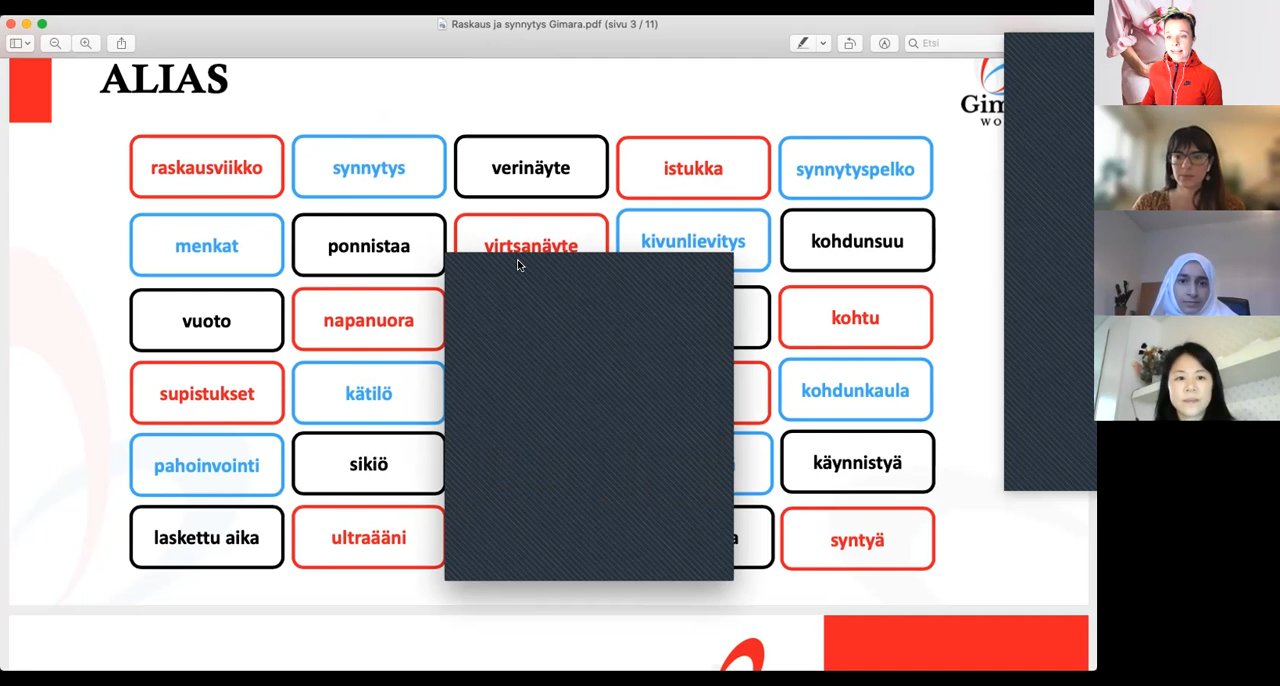 Raskaus ja synnytys Gimara.pdf (sivu 3 / 11)
Etsi
ALIAS
raskausviikko
synnytys
verinäyte
istukka
synnytyspelko
menkat
ponnistaa
virtsanäyte
kivunlievitys
kohdunsuu
vuoto
napanuora
kohtu
supistukset
kätilö
kohdunkaula
pahoinvointi
sikiö
käynnistyä
laskettu aika
ultraääni
syntyä